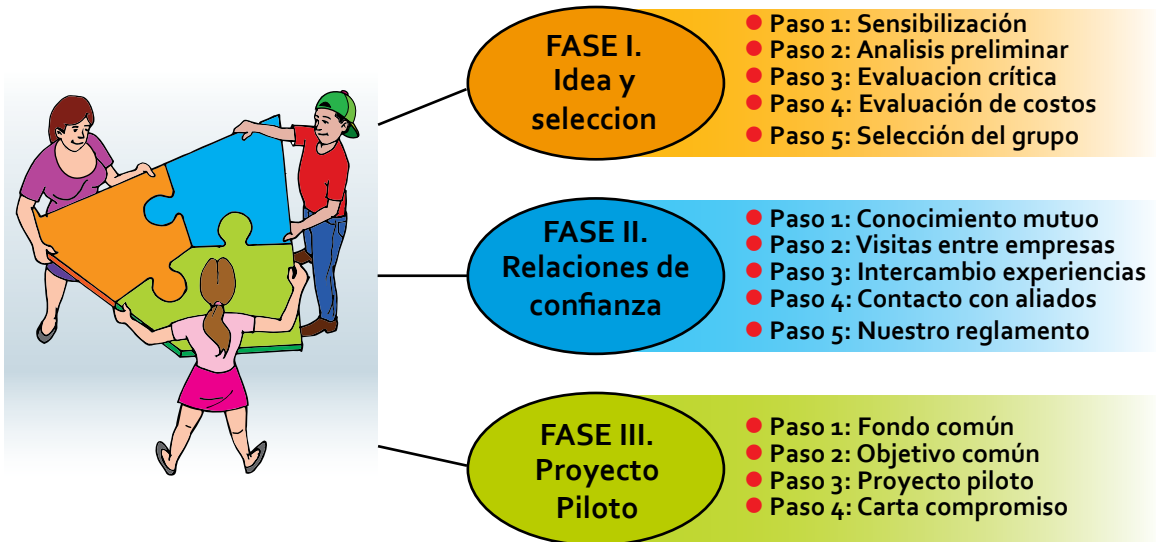 FASE I.
Idea y
seleccion
Paso 1: Sensibilización
Paso 2: Analisis preliminar
Paso 3: Evaluacion crítica
Paso 4: Evaluación de costos
Paso 5: Selección del grupo
FASE II.
Relaciones de
confianza
Paso 1: Conocimiento mutuo
Paso 2: Visitas entre empresas
Paso 3: Intercambio experiencias
Paso 4: Contacto con aliados
Paso 5: Nuestro reglamento
FASE III.
Proyecto
Piloto
Paso 1: Fondo común
Paso 2: Objetivo común
Paso 3: Proyecto piloto
Paso 4: Carta compromiso